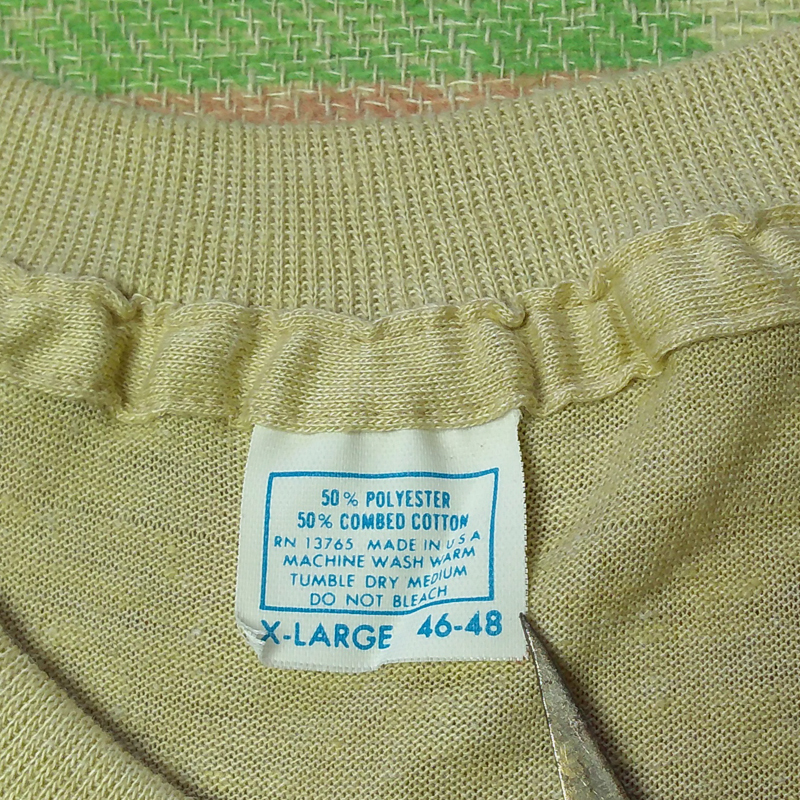 50% POLYESTER
50% COMBED COTTON
RN 13765 MADE IN USA
MACHINE WASH WARM
TUMBLE DRY MEDIUM
DO NOT BLEACH
X-LARGE 46-48